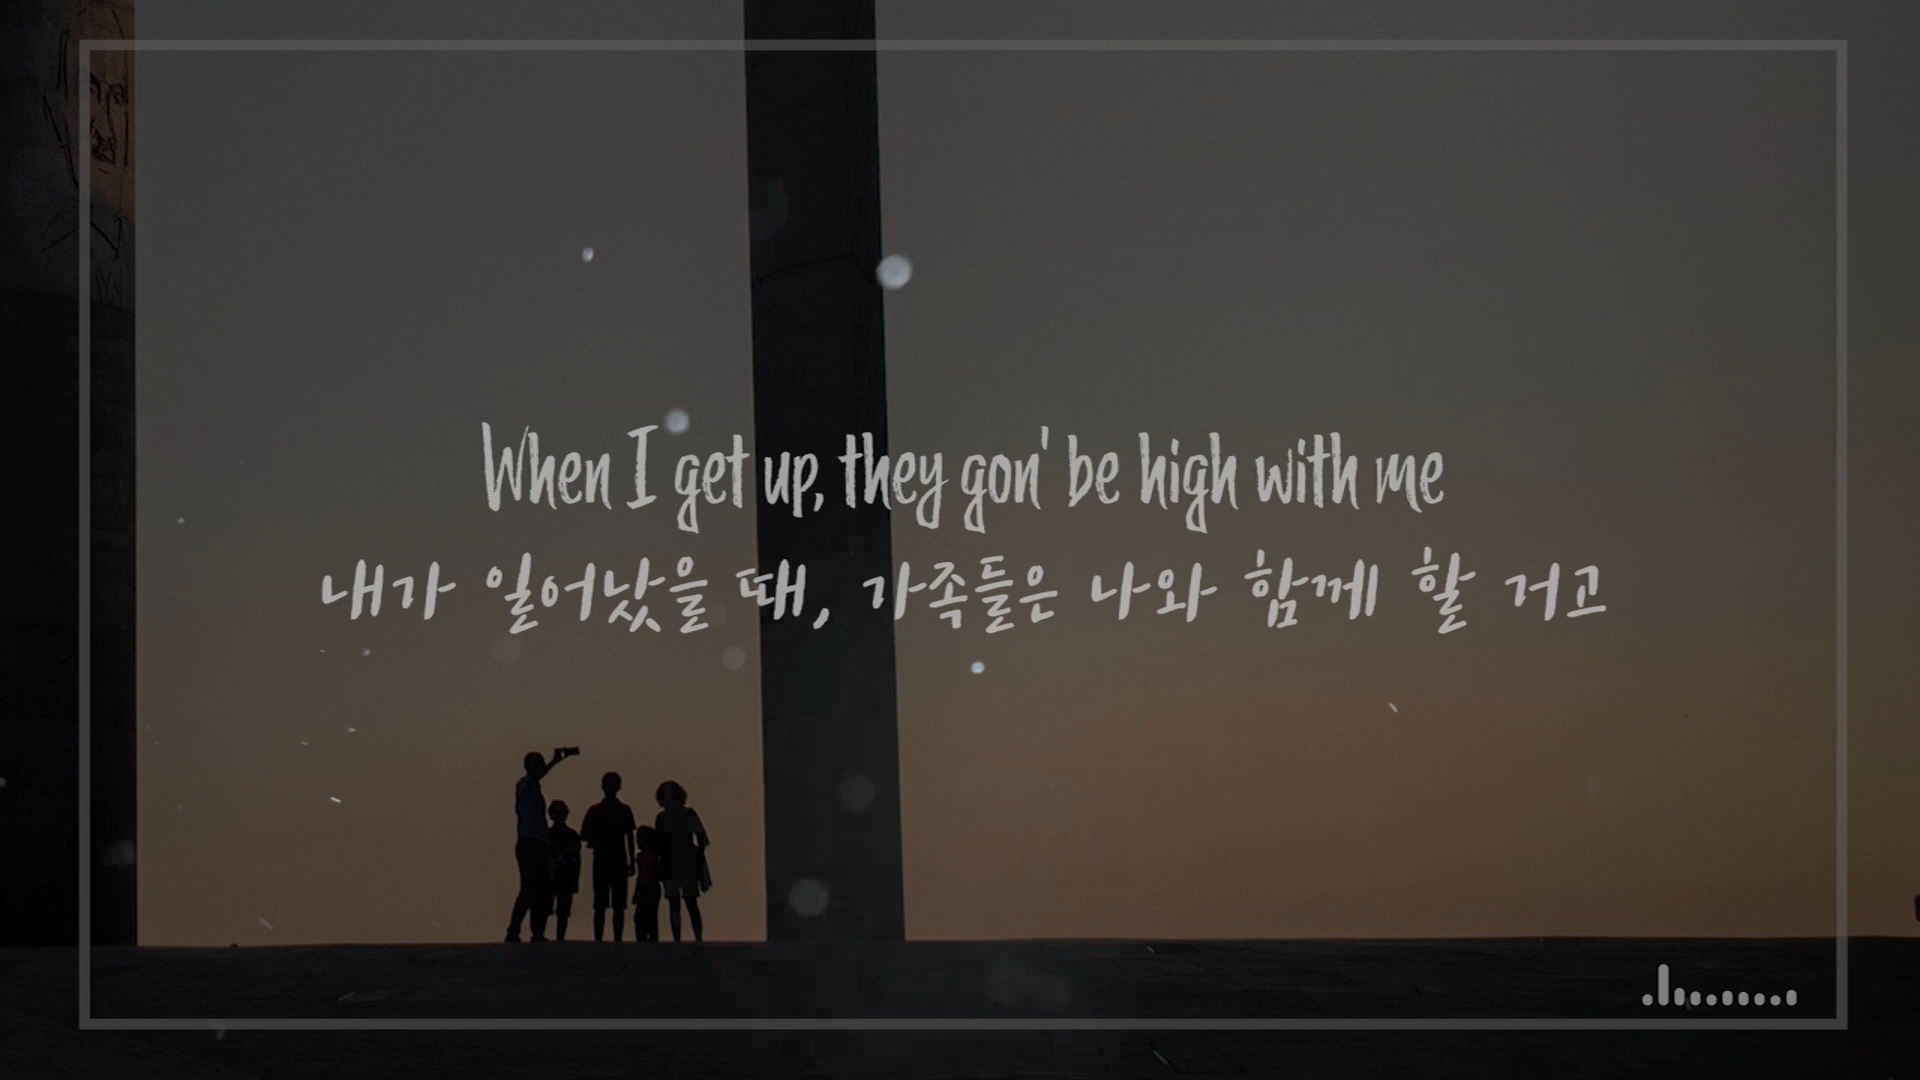 When I get up, they gon' be high with me
내가 일어났을 때, 가족들은 나와 함께 할 거고